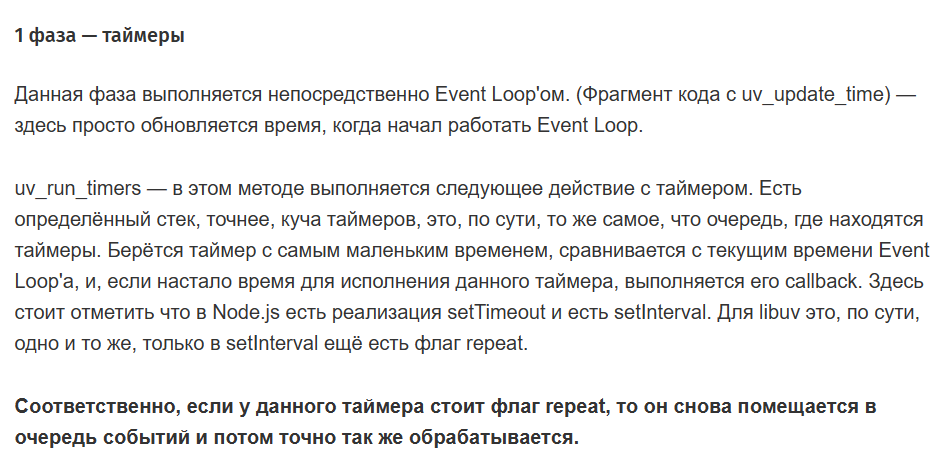 1 фаза — таймеры
Данная фаза выполняется непосредственно Event Loop'ом. (Фрагмент кода с uv_update_time) —
здесь просто обновляется время, когда начал работать Event Loop.
uv_run_timers — в этом методе выполняется следующее действие с таймером. Есть
определённый стек, точнее, куча таймеров, это, по сути, то же самое, что очередь, где находятся
таймеры. Берётся таймер с самым маленьким временем, сравнивается с текущим времени Event
Loop'а, и, если настало время для исполнения данного таймера, выполняется его callback. Здесь
стоит отметить что в Node.js есть реализация setTimeout и есть setInterval. Для libuv это, по сути,
одно и то же, только в setInterval ещё есть флаг repeat.
Соответственно, если у данного таймера стоит флаг repeat, то он снова помещается в
очередь событий и потом точно так же обрабатывается.